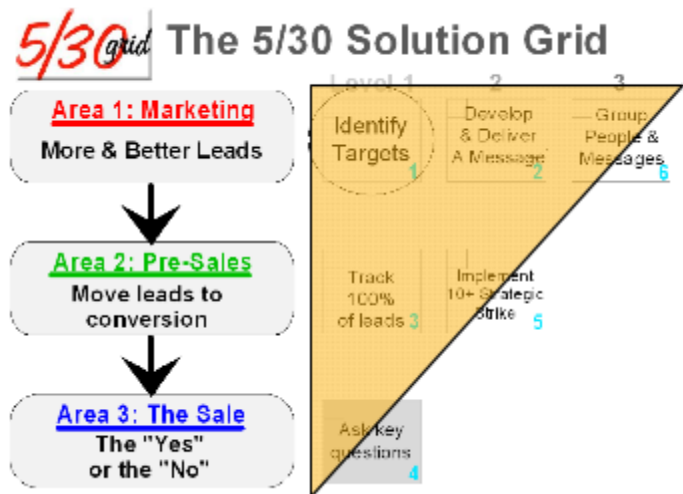 5/30 grid The 5/30 Solution Grid
Level 1 2 3
Area 1: Marketing
More & Better Leads
Identify
Targets
1
Develop
& Deliver
A Message
2
Group
People &
Messages
6
Area 2: Pre-Sales
Move leads to
conversion
Track
100%
of leads 3
Implement
10+ Strategic
Strike
5
Area 3: The Sale
The "Yes"
or the "No"
Ask key
questions
4